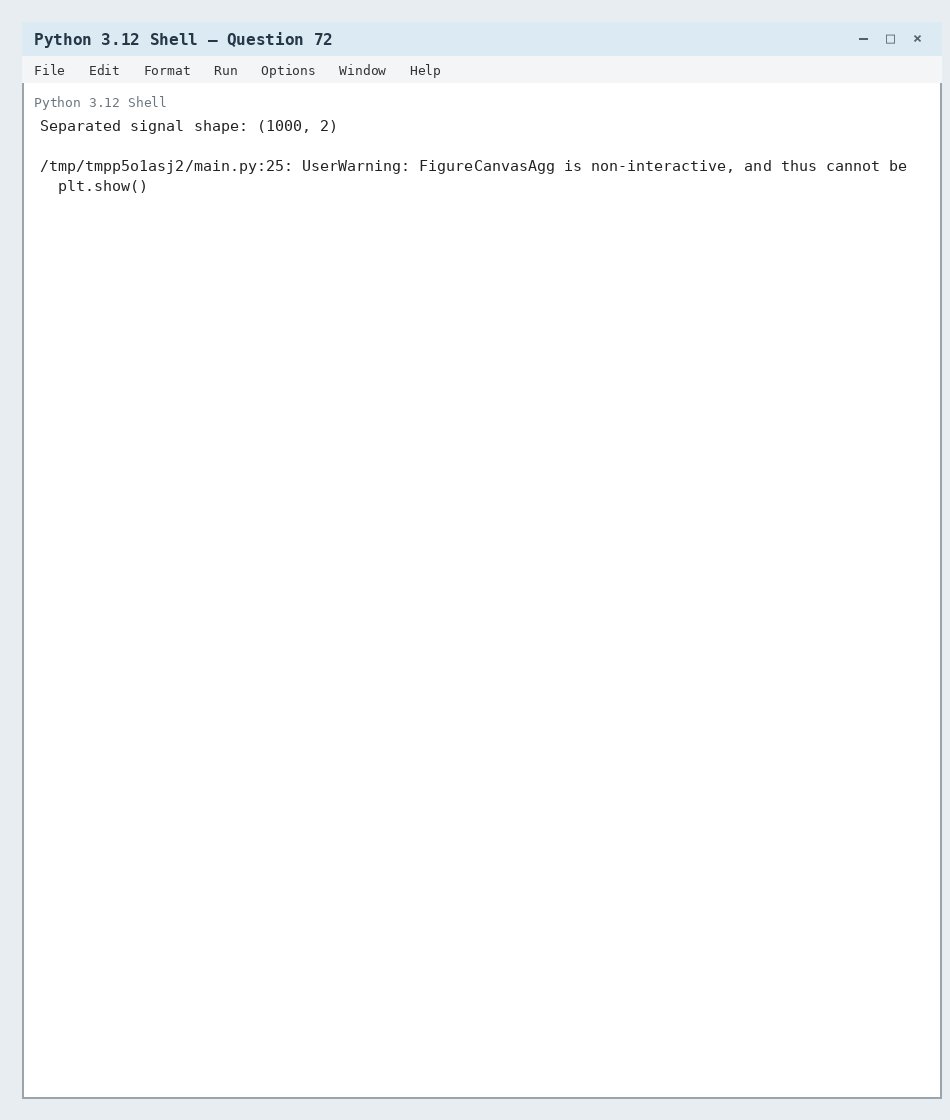 Python 3.12 Shell — Question 72
File Edit Format Run Options Window Help
Python 3.12 Shell
Separated signal shape: (1000, 2)
/tmp/tmpp5o1asj2/main.py:25: UserWarning: FigureCanvasAgg is non-interactive, and thus cannot be
plt.show()